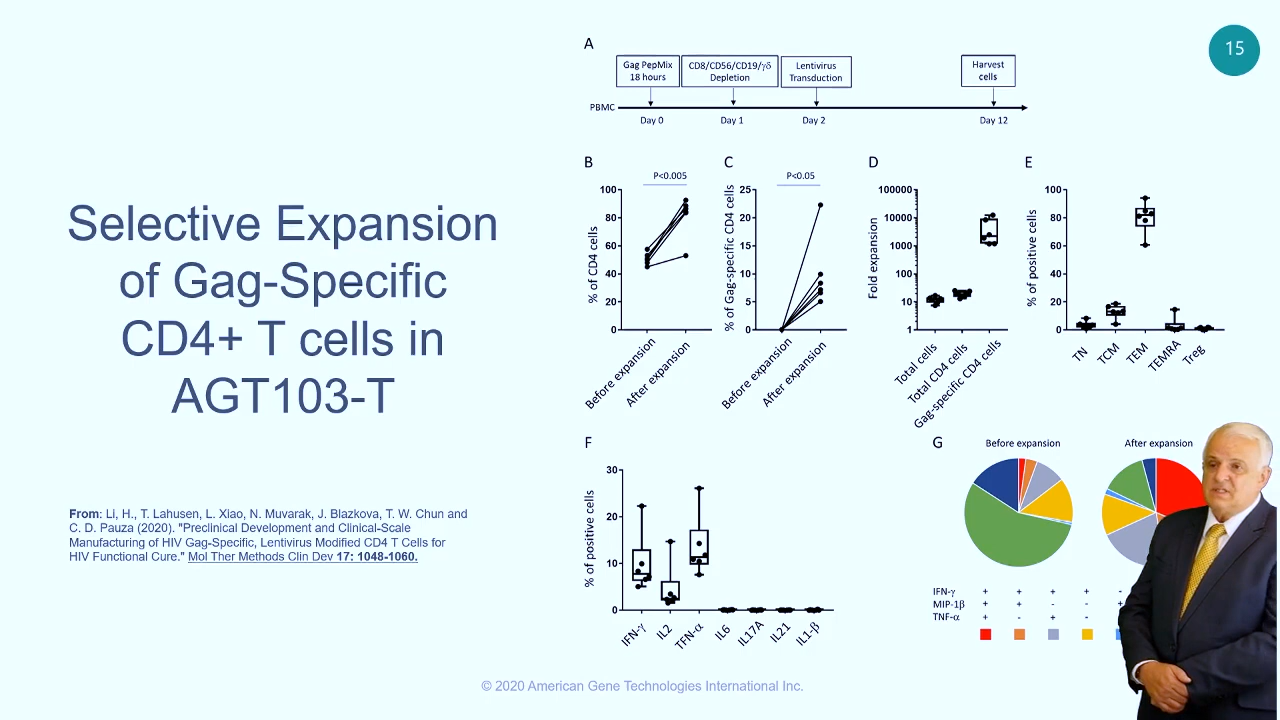 15
Selective Expansion
of Gag-Specific
CD4+ T cells in
AGT103-T
From: Li, H., T. Lahusen, L. Xiao, N. Muvarak, J. Blazkova, T. W. Chun and
C. D. Pauza (2020). "Preclinical Development and Clinical-Scale
Manufacturing of HIV Gag-Specific, Lentivirus Modified CD4 T Cells for
HIV Functional Cure." Mol Ther Methods Clin Dev 17: 1048-1060.
A
Gag PepMix
18 hours
CD8/CD56/CD19/γδ
Depletion
Lentivirus
Transduction
Harvest
cells
PBMC
Day 0
Day 1
Day 2
Day 12
B
P<0.005
% of CD4 cells
100
80
60
40
20
0
Before expansion
After expansion
C
P<0.05
% of Gag-specific CD4 cells
25
20
15
10
5
0
Before expansion
After expansion
D
Fold expansion
100000
10000
1000
100
10
1
Total cells
Total CD4 cells
Gag-specific CD4 cells
E
% of positive cells
100
80
60
40
20
0
TN
TCM
TEM
TEMRA
Treg
F
% of positive cells
30
20
10
0
IFN-γ
IL2
TFN-α
IL6
IL17A
IL21
IL1-β
G
Before expansion
After expansion
IFN-γ + + + + -
MIP-1β + + - - +
TNF-α + - + -
© 2020 American Gene Technologies International Inc.